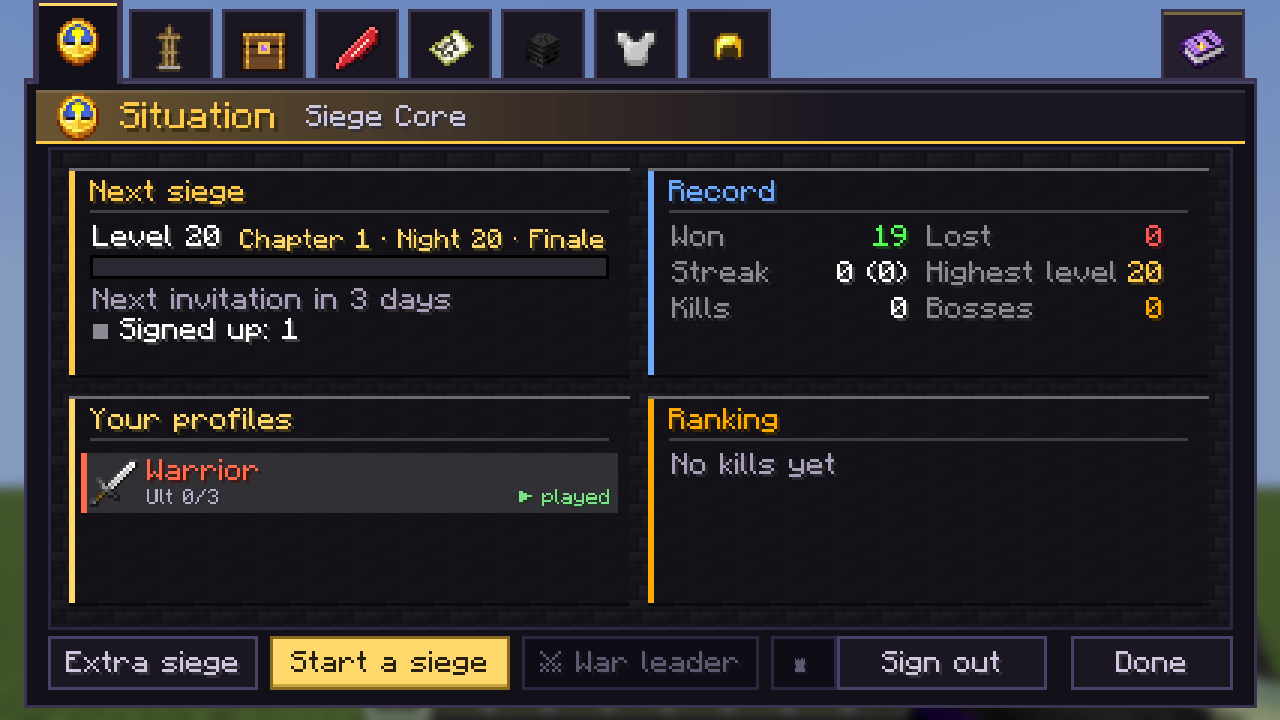 Situation Siege Core
Next siege
Level 20 Chapter 1 · Night 20 · Finale
Next invitation in 3 days
Signed up: 1
Record
Won 19 Lost 0
Streak 0 (0) Highest level 20
Kills 0 Bosses 0
Your profiles
Warrior
Ult 0/3 ▶ played
Ranking
No kills yet
Extra siege
Start a siege
War leader
Sign out
Done